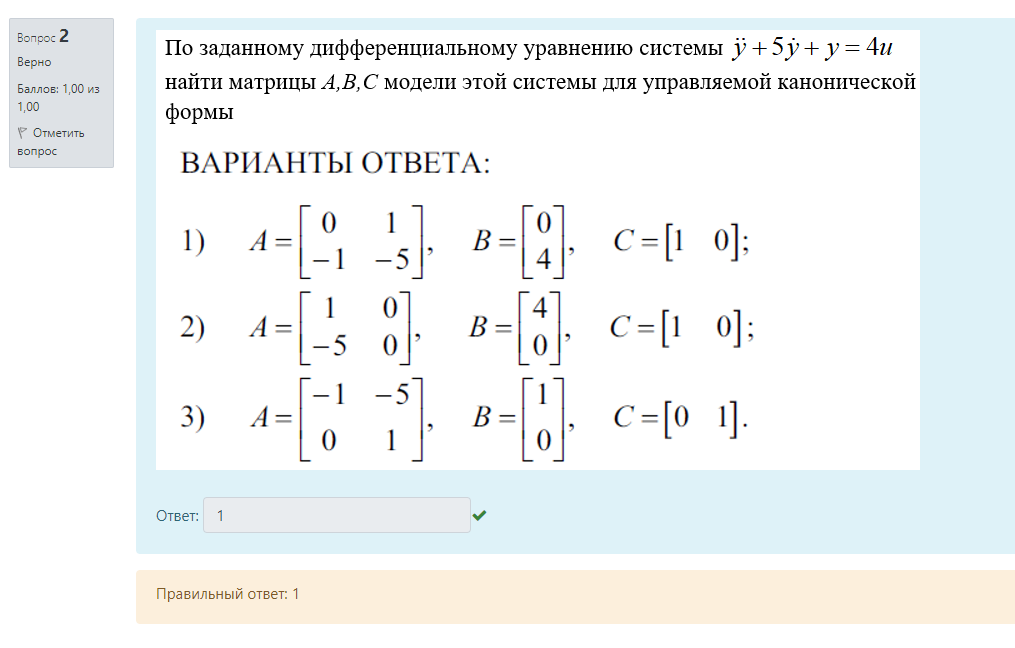 Вопрос 2
Верно
Баллов: 1,00 из
1,00
Отметить
вопрос
По заданному дифференциальному уравнению системы ÿ + 5ẏ + y = 4u
найти матрицы A,B,C модели этой системы для управляемой канонической
формы
ВАРИАНТЫ ОТВЕТА:
1) A = [0 1; −1 −5], B = [0; 4], C = [1 0];
2) A = [1 0; −5 0], B = [4; 0], C = [1 0];
3) A = [−1 −5; 0 1], B = [1; 0], C = [0 1].
Ответ: 1
Правильный ответ: 1